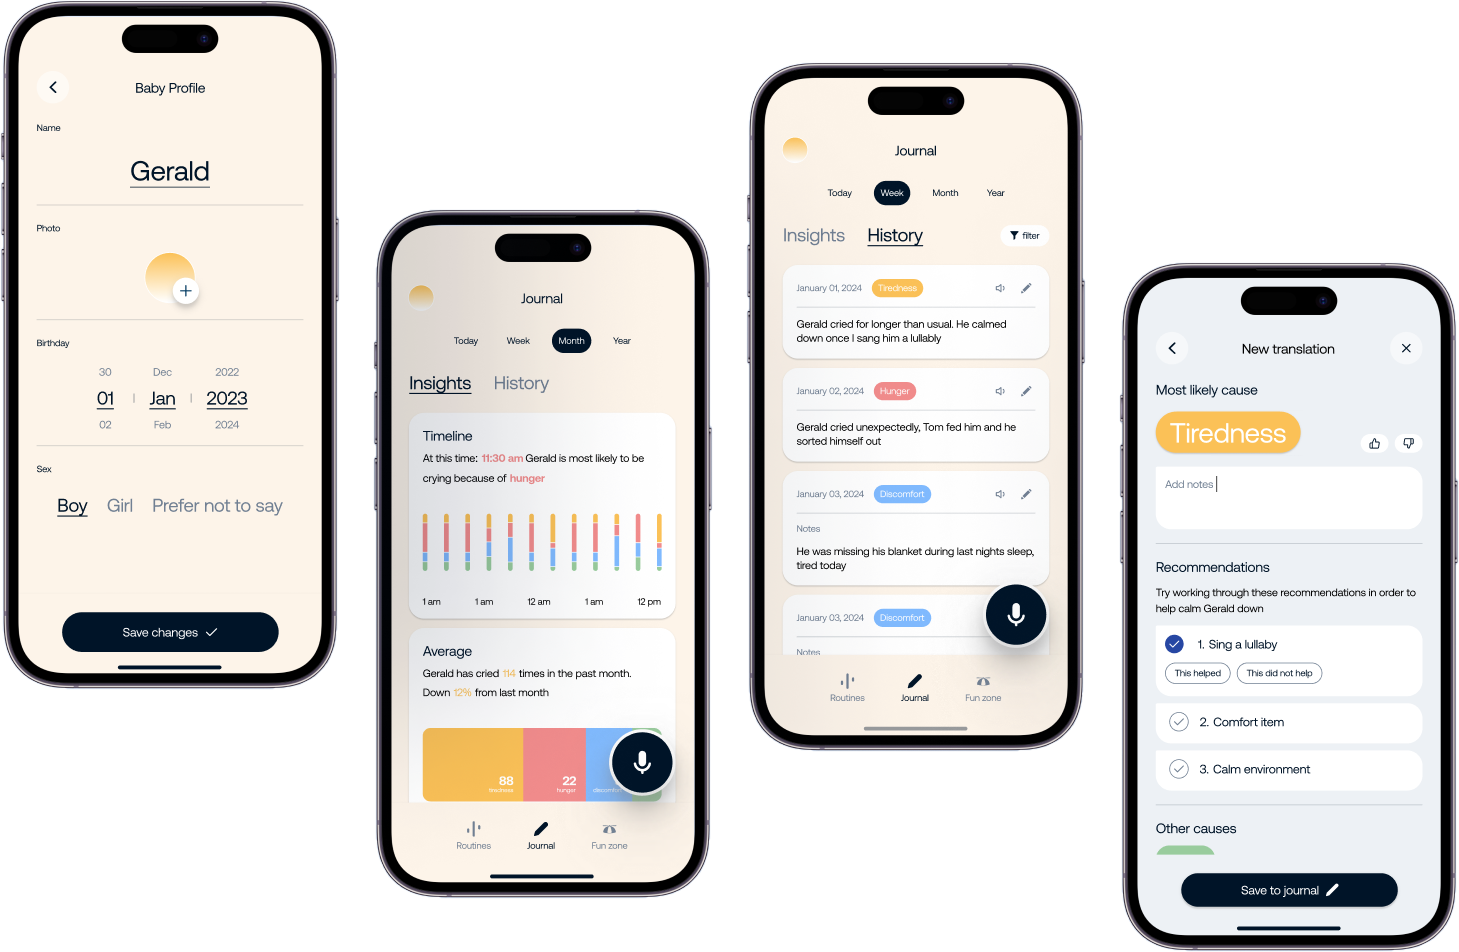 Baby Profile
Name
Gerald
Photo
Birthday
30 Dec 2022
01 Jan 2023
02 Feb 2024
Sex
Boy Girl Prefer not to say
Save changes
Journal
Today Week Month Year
Insights History
Timeline
At this time: 11:30 am Gerald is most likely to be
crying because of hunger
1 am 1 am 12 am 1 am 12 pm
Average
Gerald has cried 114 times in the past month.
Down 12% from last month
88 22
tiredness hunger discomfort
Routines Journal Fun zone
Journal
Today Week Month Year
Insights History filter
January 01, 2024 Tiredness
Gerald cried for longer than usual. He calmed
down once I sang him a lullably
January 02, 2024 Hunger
Gerald cried unexpectedly, Tom fed him and he
sorted himself out
January 03, 2024 Discomfort
Notes
He was missing his blanket during last nights sleep,
tired today
January 03, 2024 Discomfort
Notes
Routines Journal Fun zone
New translation
Most likely cause
Tiredness
Add notes
Recommendations
Try working through these recommendations in order to
help calm Gerald down
1. Sing a lullaby
This helped This did not help
2. Comfort item
3. Calm environment
Other causes
Save to journal